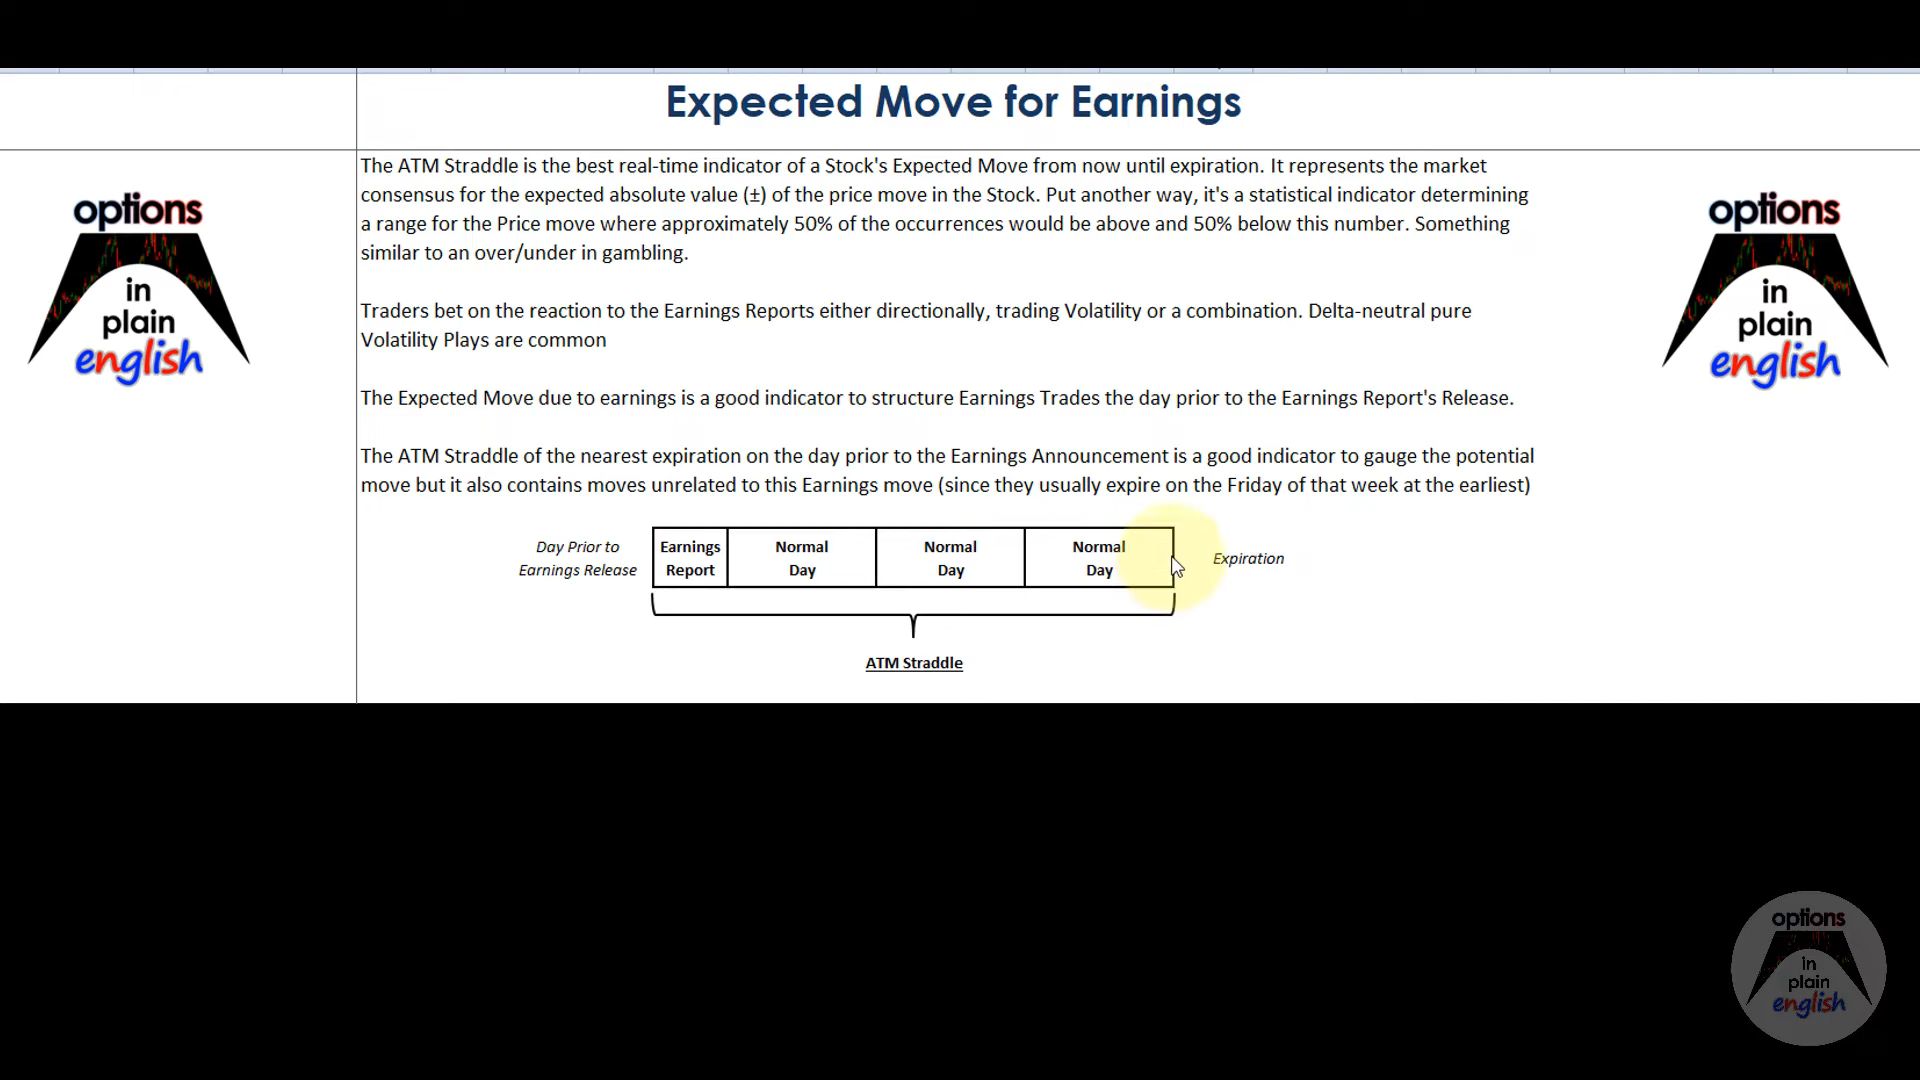 Expected Move for Earnings
options
in
plain
english
The ATM Straddle is the best real-time indicator of a Stock's Expected Move from now until expiration. It represents the market
consensus for the expected absolute value (±) of the price move in the Stock. Put another way, it's a statistical indicator determining
a range for the Price move where approximately 50% of the occurrences would be above and 50% below this number. Something
similar to an over/under in gambling.
Traders bet on the reaction to the Earnings Reports either directionally, trading Volatility or a combination. Delta-neutral pure
Volatility Plays are common
The Expected Move due to earnings is a good indicator to structure Earnings Trades the day prior to the Earnings Report's Release.
The ATM Straddle of the nearest expiration on the day prior to the Earnings Announcement is a good indicator to gauge the potential
move but it also contains moves unrelated to this Earnings move (since they usually expire on the Friday of that week at the earliest)
options
in
plain
english
Day Prior to
Earnings Release
Earnings
Report
Normal
Day
Normal
Day
Normal
Day
Expiration
ATM Straddle
options
in
plain
english